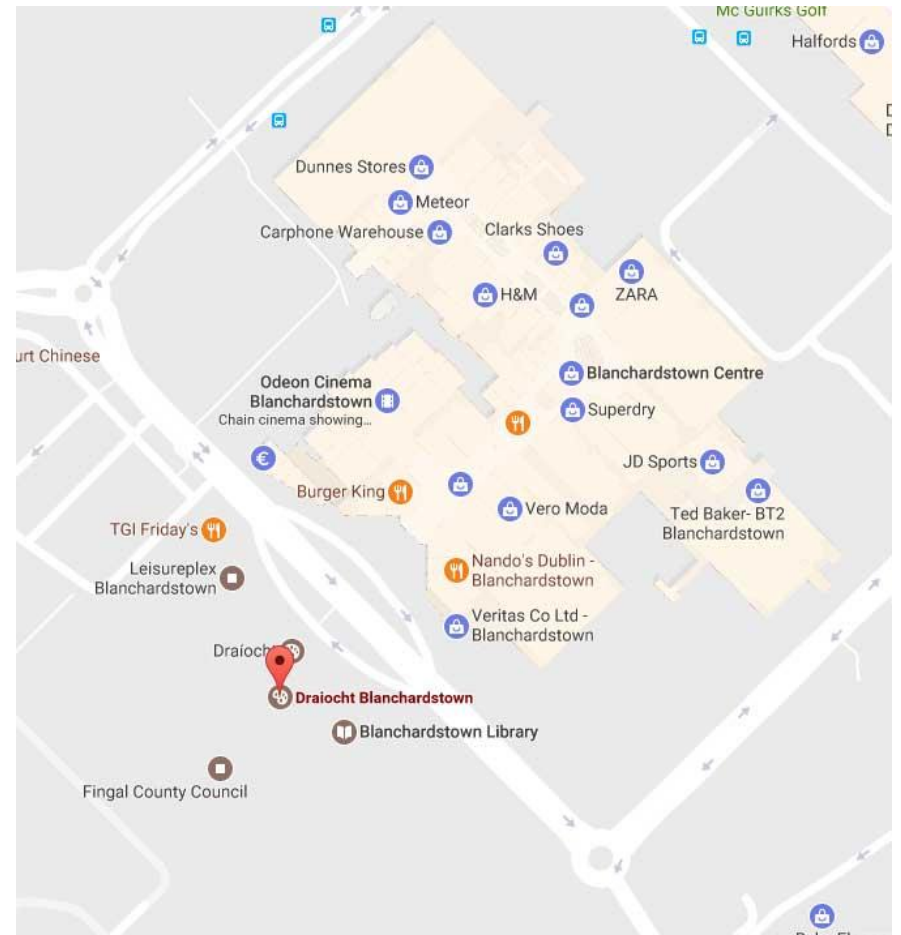 Mc Guirks Golf
Halfords
Dunnes Stores
Meteor
Carphone Warehouse
Clarks Shoes
H&M
ZARA
urt Chinese
Blanchardstown Centre
Odeon Cinema
Blanchardstown
Chain cinema showing...
Superdry
€
JD Sports
Burger King
Vero Moda
Ted Baker- BT2
Blanchardstown
TGI Friday's
Leisureplex
Blanchardstown
Nando's Dublin -
Blanchardstown
Veritas Co Ltd -
Blanchardstown
Draíocht
Draiocht Blanchardstown
Blanchardstown Library
Fingal County Council